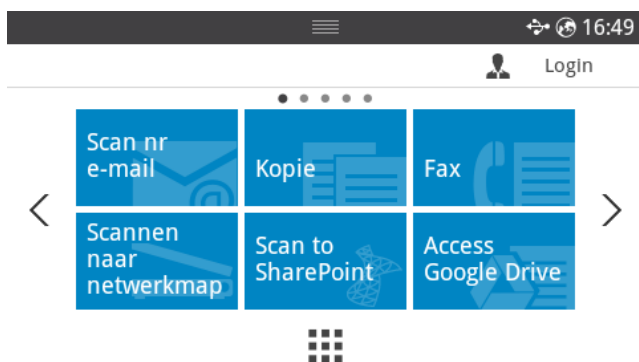 16:49
Login
Scan nr
e-mail
Kopie
Fax
Scannen
naar
netwerkmap
Scan to
SharePoint
Access
Google Drive